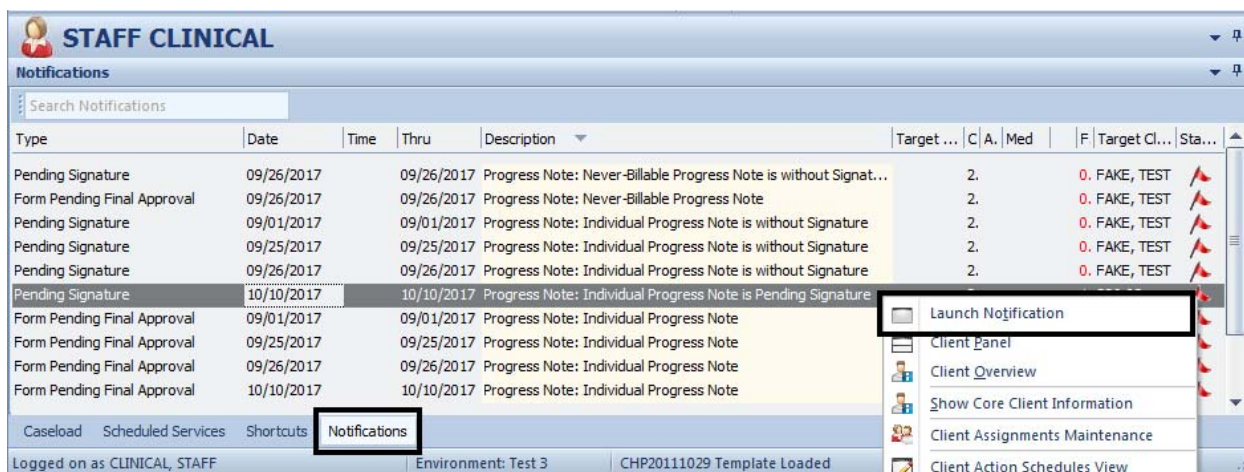 STAFF CLINICAL
Notifications
Search Notifications
Type Date Time Thru Description Target ... C A. Med F Target Cl... Sta...
Pending Signature 09/26/2017 09/26/2017 Progress Note: Never-Billable Progress Note is without Signat... 2. 0. FAKE, TEST
Form Pending Final Approval 09/26/2017 09/26/2017 Progress Note: Never-Billable Progress Note 2. 0. FAKE, TEST
Pending Signature 09/01/2017 09/01/2017 Progress Note: Individual Progress Note is without Signature 2. 0. FAKE, TEST
Pending Signature 09/25/2017 09/25/2017 Progress Note: Individual Progress Note is without Signature 2. 0. FAKE, TEST
Pending Signature 09/26/2017 09/26/2017 Progress Note: Individual Progress Note is without Signature 2. 0. FAKE, TEST
Pending Signature 10/10/2017 10/10/2017 Progress Note: Individual Progress Note is Pending Signature
Launch Notification
Form Pending Final Approval 09/01/2017 09/01/2017 Progress Note: Individual Progress Note
Client Panel
Form Pending Final Approval 09/25/2017 09/25/2017 Progress Note: Individual Progress Note
Client Overview
Form Pending Final Approval 09/26/2017 09/26/2017 Progress Note: Individual Progress Note
Form Pending Final Approval 10/10/2017 10/10/2017 Progress Note: Individual Progress Note
Show Core Client Information
Caseload Scheduled Services Shortcuts Notifications
Client Assignments Maintenance
Logged on as CLINICAL, STAFF Environment: Test 3 CHP20111029 Template Loaded
Client Action Schedules View